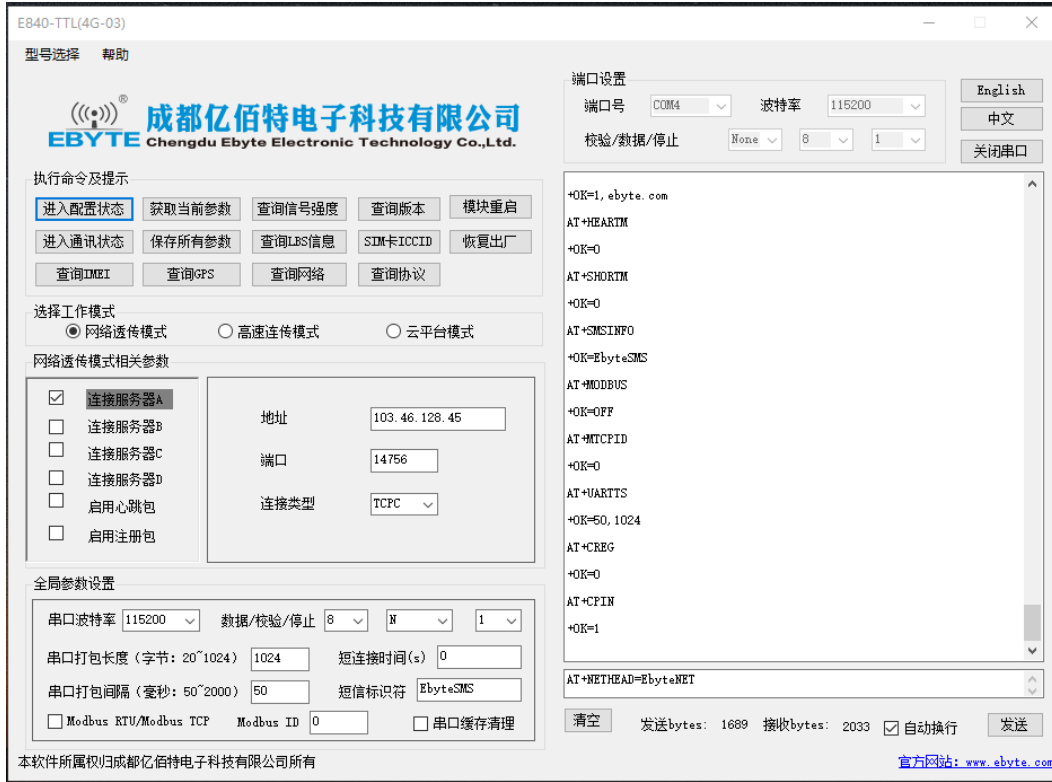 E840-TTL(4G-03)
型号选择 帮助
EBYTE ® 成都亿佰特电子科技有限公司
Chengdu Ebyte Electronic Technology Co.,Ltd.
执行命令及提示
进入配置状态 获取当前参数 查询信号强度 查询版本 模块重启
进入通讯状态 保存所有参数 查询LBS信息 SIM卡ICCID 恢复出厂
查询IMEI 查询GPS 查询网络 查询协议
选择工作模式
网络透传模式 高速连传模式 云平台模式
网络透传模式相关参数
连接服务器A
连接服务器B
连接服务器C
连接服务器D
启用心跳包
启用注册包
地址 103.46.128.45
端口 14756
连接类型 TCPC
全局参数设置
串口波特率 115200 数据/校验/停止 8 N 1
串口打包长度（字节：20~1024） 1024 短连接时间(s) 0
串口打包间隔（毫秒：50~2000） 50 短信标识符 EbyteSMS
Modbus RTU/Modbus TCP Modbus ID 0 串口缓存清理
本软件所属权归成都亿佰特电子科技有限公司所有
端口设置
端口号 COM4 波特率 115200
校验/数据/停止 None 8 1
English
中文
关闭串口
+OK=1,ebyte.com
AT+HEARTM
+OK=0
AT+SHORTM
+OK=0
AT+SMSINFO
+OK=EbyteSMS
AT+MODBUS
+OK=OFF
AT+MTCPID
+OK=0
AT+UARTTS
+OK=50,1024
AT+CREG
+OK=0
AT+CPIN
+OK=1
AT+NETHEAD=EbyteNET
清空 发送bytes: 1689 接收bytes: 2033 自动换行 发送
官方网站：www.ebyte.com